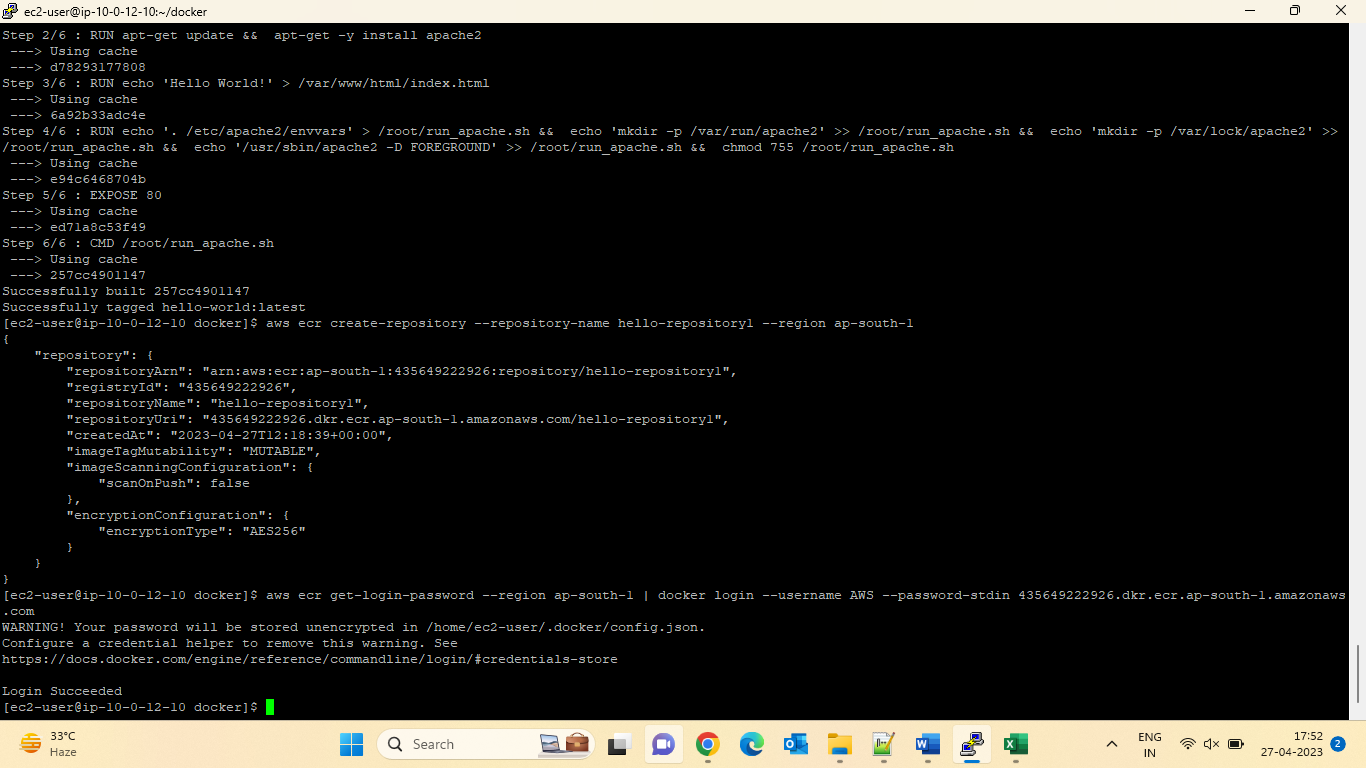 ec2-user@ip-10-0-12-10:~/docker
Step 2/6 : RUN apt-get update &&  apt-get -y install apache2
 ---> Using cache
 ---> d78293177808
Step 3/6 : RUN echo 'Hello World!' > /var/www/html/index.html
 ---> Using cache
 ---> 6a92b33adc4e
Step 4/6 : RUN echo '. /etc/apache2/envvars' > /root/run_apache.sh &&  echo 'mkdir -p /var/run/apache2' >> /root/run_apache.sh &&  echo 'mkdir -p /var/lock/apache2' >>
/root/run_apache.sh &&  echo '/usr/sbin/apache2 -D FOREGROUND' >> /root/run_apache.sh &&  chmod 755 /root/run_apache.sh
 ---> Using cache
 ---> e94c6468704b
Step 5/6 : EXPOSE 80
 ---> Using cache
 ---> ed71a8c53f49
Step 6/6 : CMD /root/run_apache.sh
 ---> Using cache
 ---> 257cc4901147
Successfully built 257cc4901147
Successfully tagged hello-world:latest
[ec2-user@ip-10-0-12-10 docker]$ aws ecr create-repository --repository-name hello-repository1 --region ap-south-1
{
    "repository": {
        "repositoryArn": "arn:aws:ecr:ap-south-1:435649222926:repository/hello-repository1",
        "registryId": "435649222926",
        "repositoryName": "hello-repository1",
        "repositoryUri": "435649222926.dkr.ecr.ap-south-1.amazonaws.com/hello-repository1",
        "createdAt": "2023-04-27T12:18:39+00:00",
        "imageTagMutability": "MUTABLE",
        "imageScanningConfiguration": {
            "scanOnPush": false
        },
        "encryptionConfiguration": {
            "encryptionType": "AES256"
        }
    }
}
[ec2-user@ip-10-0-12-10 docker]$ aws ecr get-login-password --region ap-south-1 | docker login --username AWS --password-stdin 435649222926.dkr.ecr.ap-south-1.amazonaws
.com
WARNING! Your password will be stored unencrypted in /home/ec2-user/.docker/config.json.
Configure a credential helper to remove this warning. See
https://docs.docker.com/engine/reference/commandline/login/#credentials-store

Login Succeeded
[ec2-user@ip-10-0-12-10 docker]$
33°C
Haze
Search
ENG
IN
17:52
27-04-2023
2